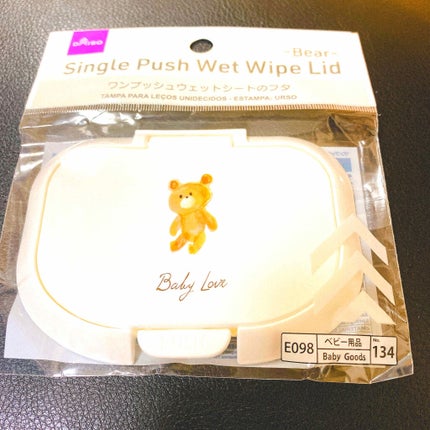 DAISO
-Bear-
Single Push Wet Wipe Lid
ワンプッシュウェットシートのフタ
TAMPA PARA LEÇOS UNIDECIDOS - ESTAMPA: URSO
Baby Love
E098
ベビー用品
Baby Goods
No.
134